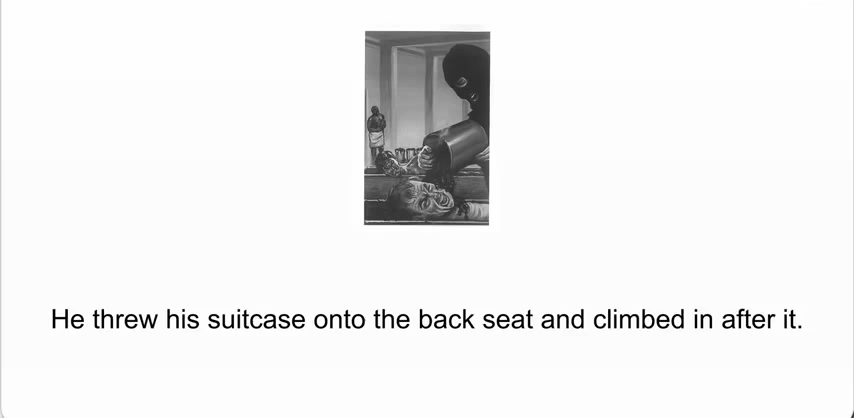 He threw his suitcase onto the back seat and climbed in after it.